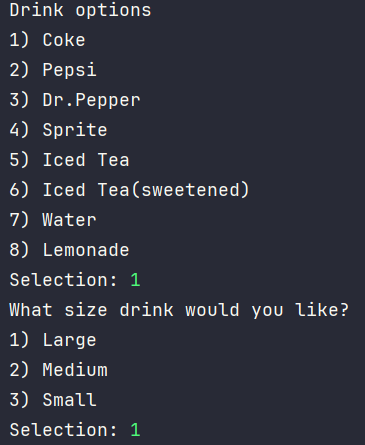 Drink options
1) Coke
2) Pepsi
3) Dr.Pepper
4) Sprite
5) Iced Tea
6) Iced Tea(sweetened)
7) Water
8) Lemonade
Selection: 1
What size drink would you like?
1) Large
2) Medium
3) Small
Selection: 1